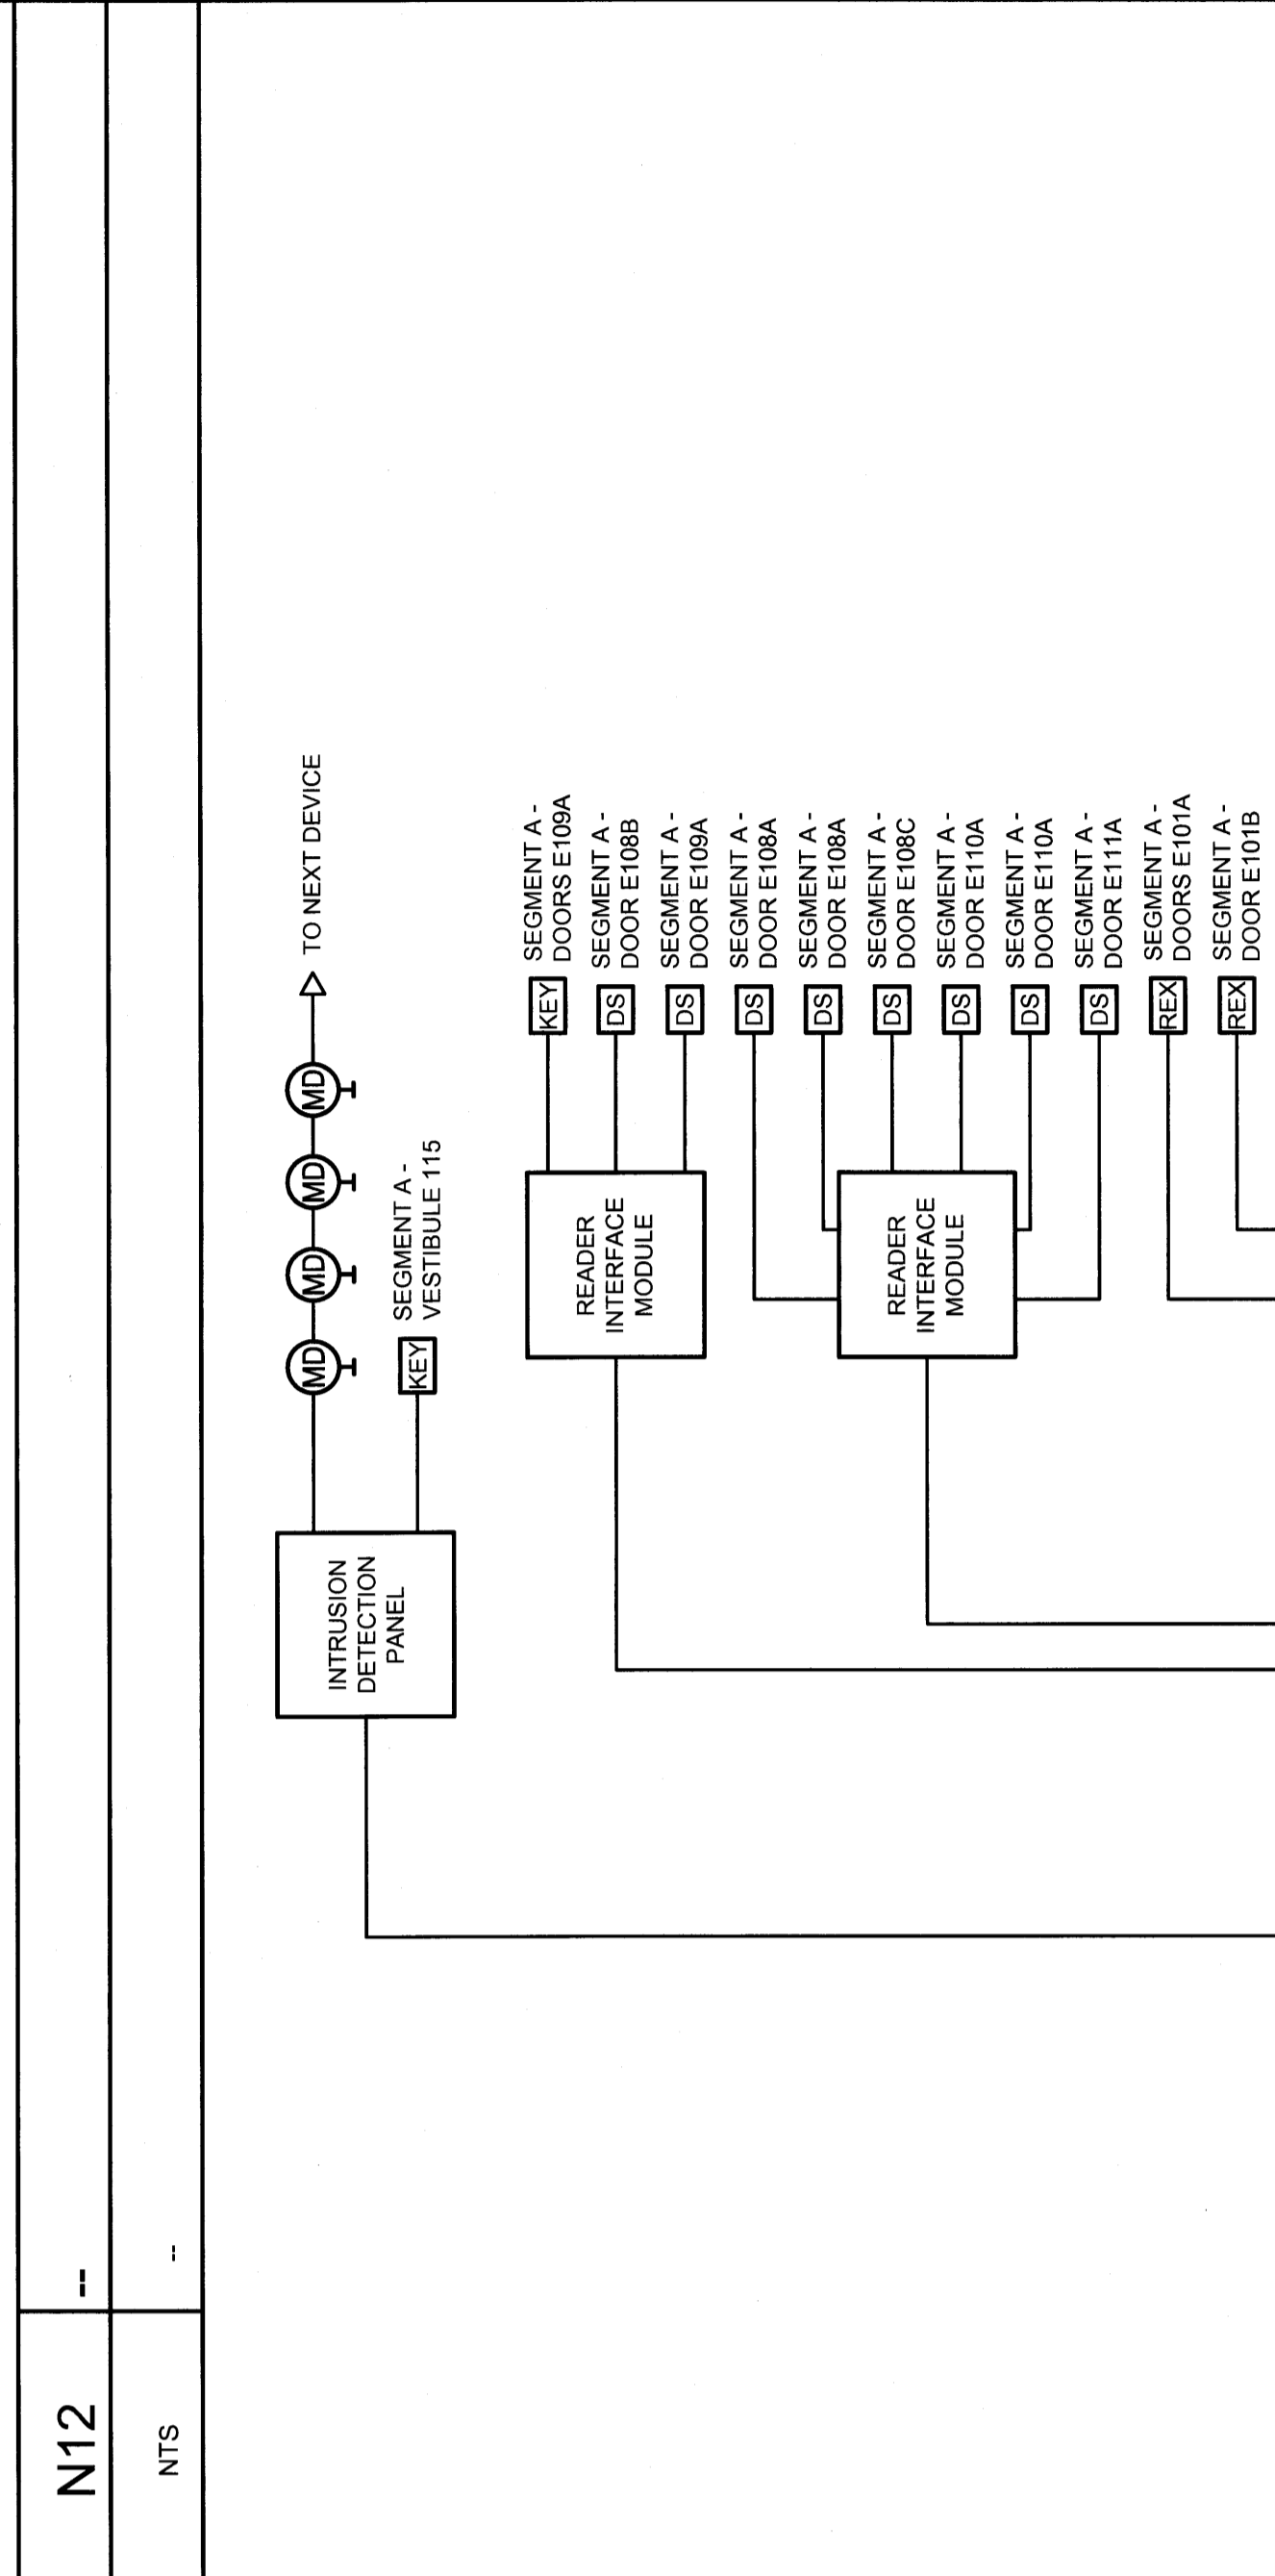 N12
--
NTS
--
MD
MD
MD
MD
TO NEXT DEVICE
INTRUSION
DETECTION
PANEL
KEY
SEGMENT A -
VESTIBULE 115
READER
INTERFACE
MODULE
KEY
SEGMENT A -
DOORS E109A
DS
SEGMENT A -
DOOR E108B
DS
SEGMENT A -
DOOR E109A
READER
INTERFACE
MODULE
DS
SEGMENT A -
DOOR E108A
DS
SEGMENT A -
DOOR E108A
DS
SEGMENT A -
DOOR E108C
DS
SEGMENT A -
DOOR E110A
DS
SEGMENT A -
DOOR E110A
DS
SEGMENT A -
DOOR E111A
REX
SEGMENT A -
DOORS E101A
REX
SEGMENT A -
DOOR E101B